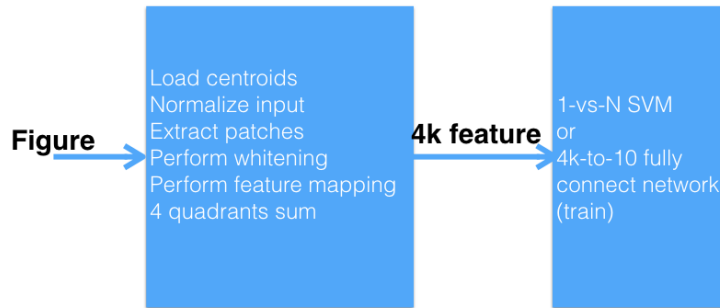 Figure
Load centroids
Normalize input
Extract patches
Perform whitening
Perform feature mapping
4 quadrants sum
4k feature
1-vs-N SVM
or
4k-to-10 fully
connect network
(train)